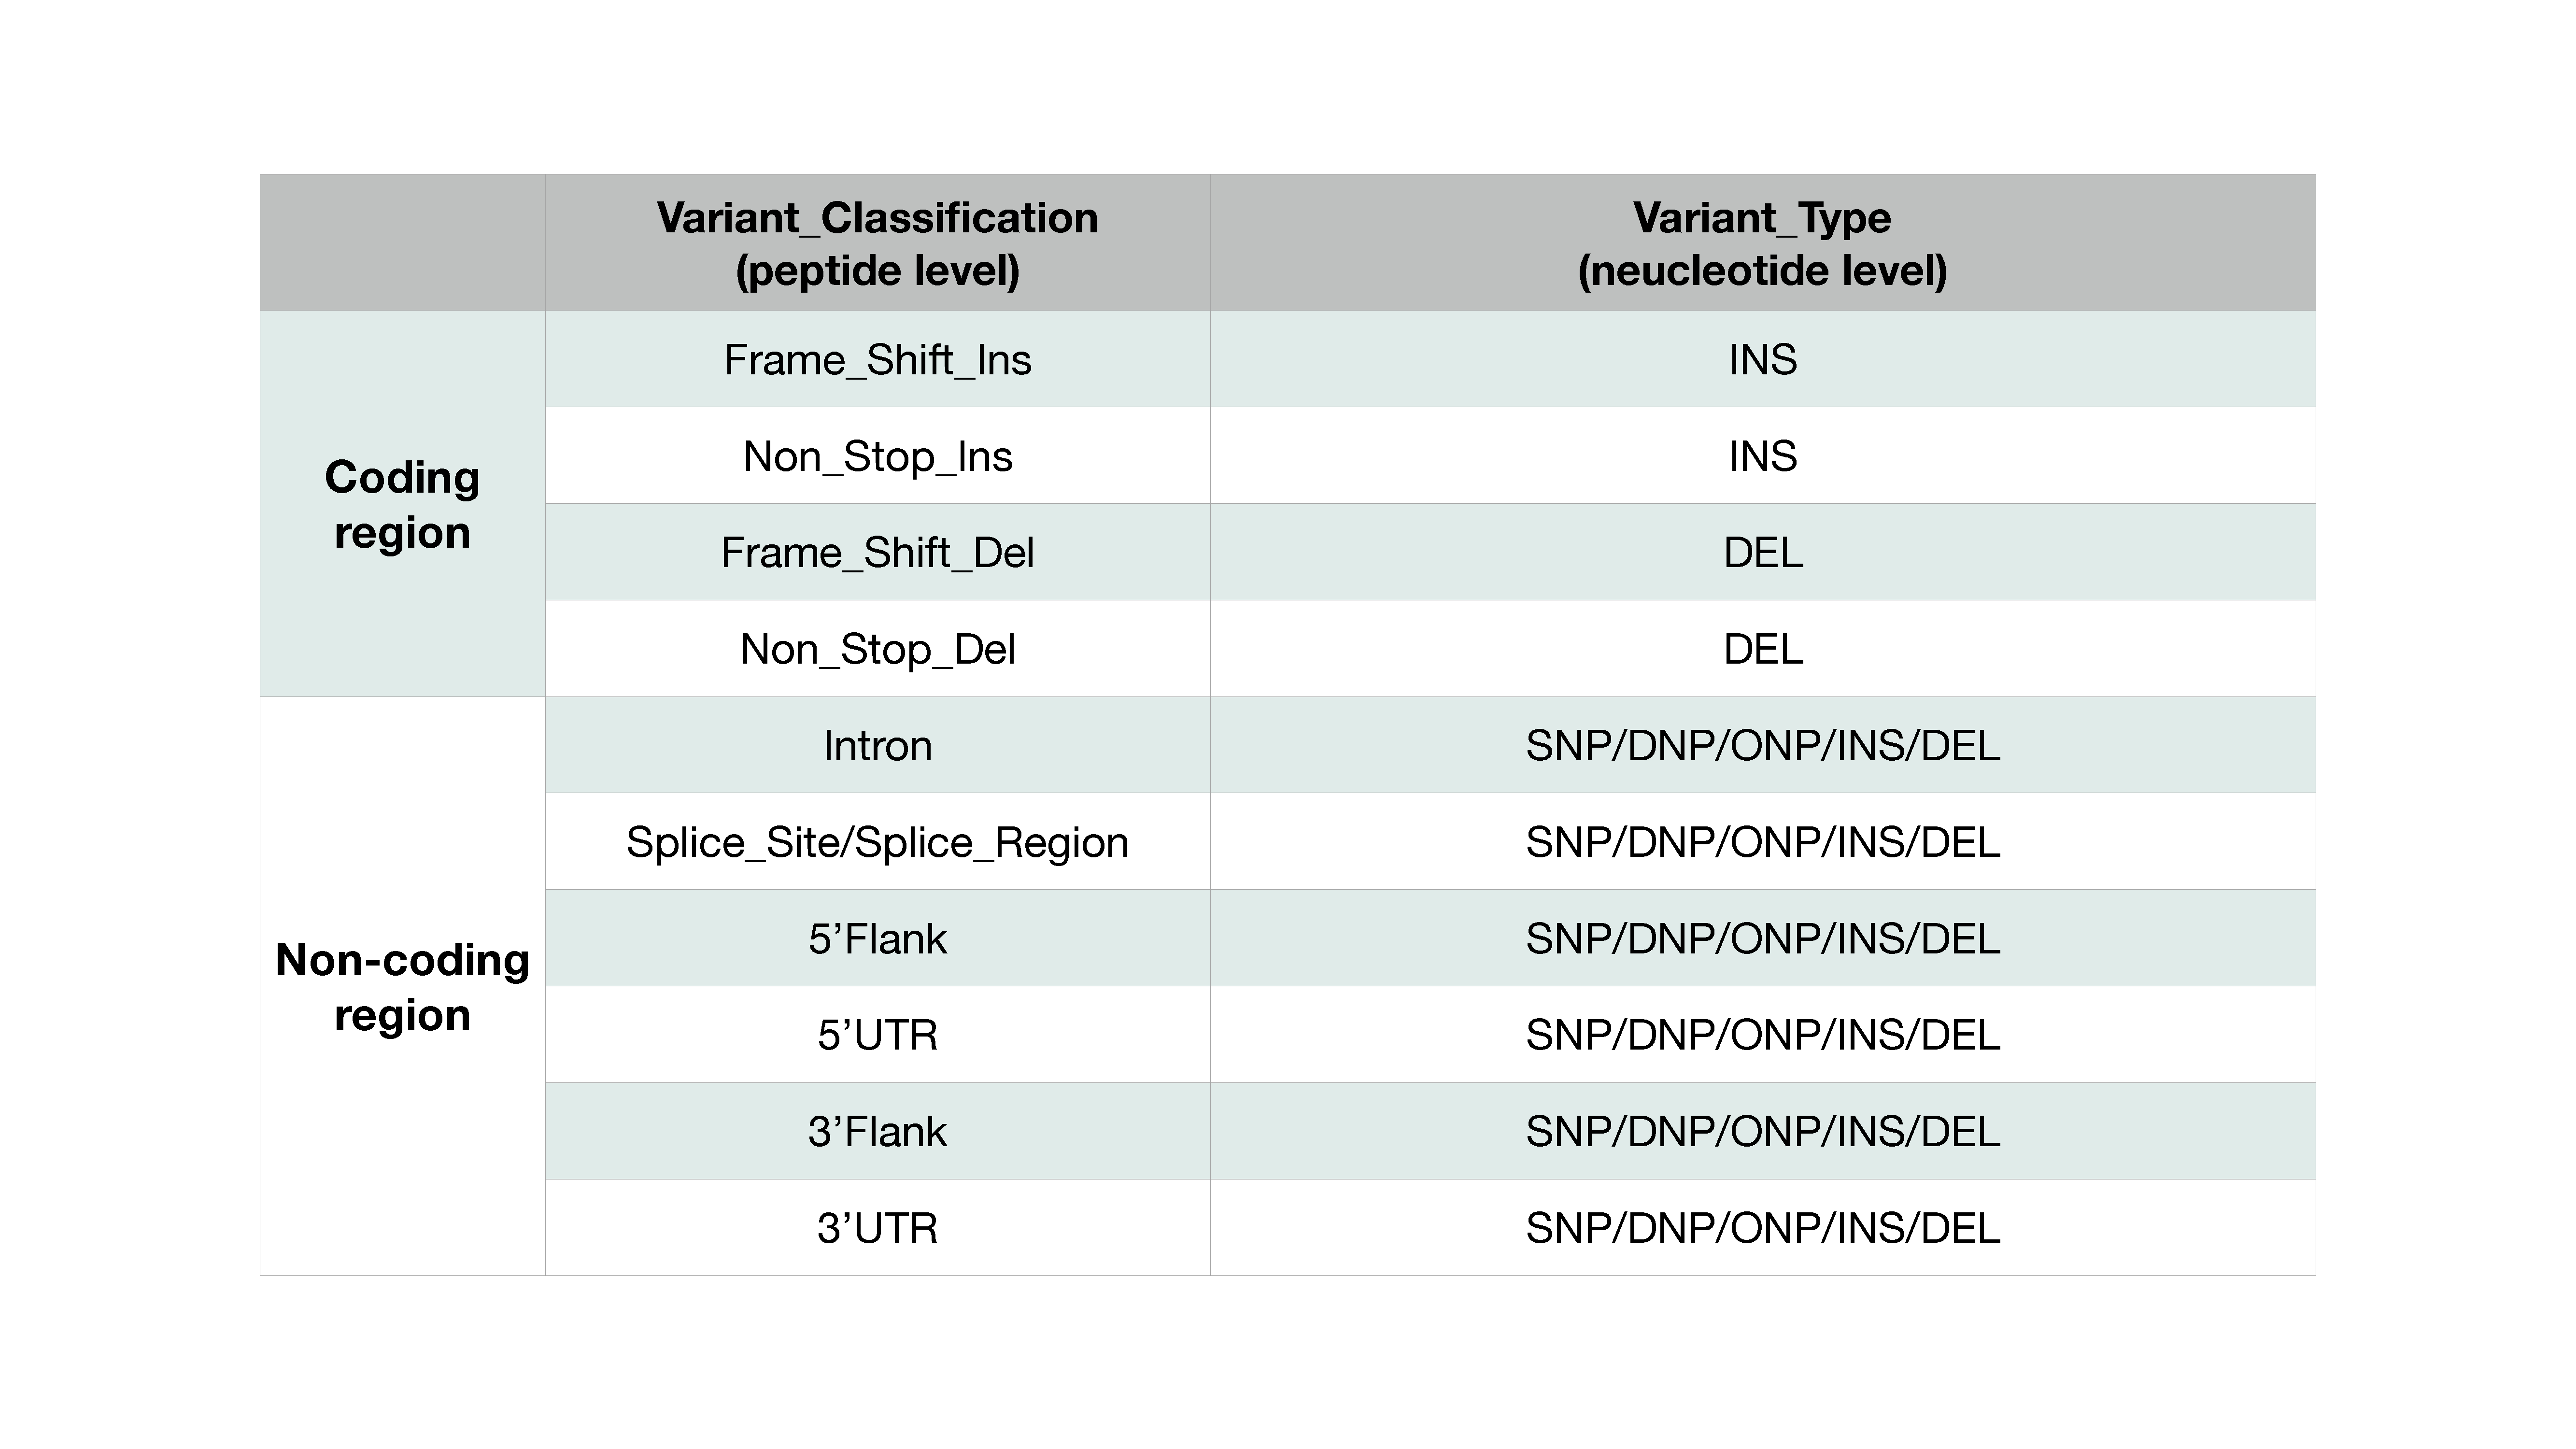 Variant_Classification
(peptide level)
Variant_Type
(neucleotide level)
Coding
region
Frame_Shift_Ins
INS
Non_Stop_Ins
INS
Frame_Shift_Del
DEL
Non_Stop_Del
DEL
Non-coding
region
Intron
SNP/DNP/ONP/INS/DEL
Splice_Site/Splice_Region
SNP/DNP/ONP/INS/DEL
5’Flank
SNP/DNP/ONP/INS/DEL
5’UTR
SNP/DNP/ONP/INS/DEL
3’Flank
SNP/DNP/ONP/INS/DEL
3’UTR
SNP/DNP/ONP/INS/DEL